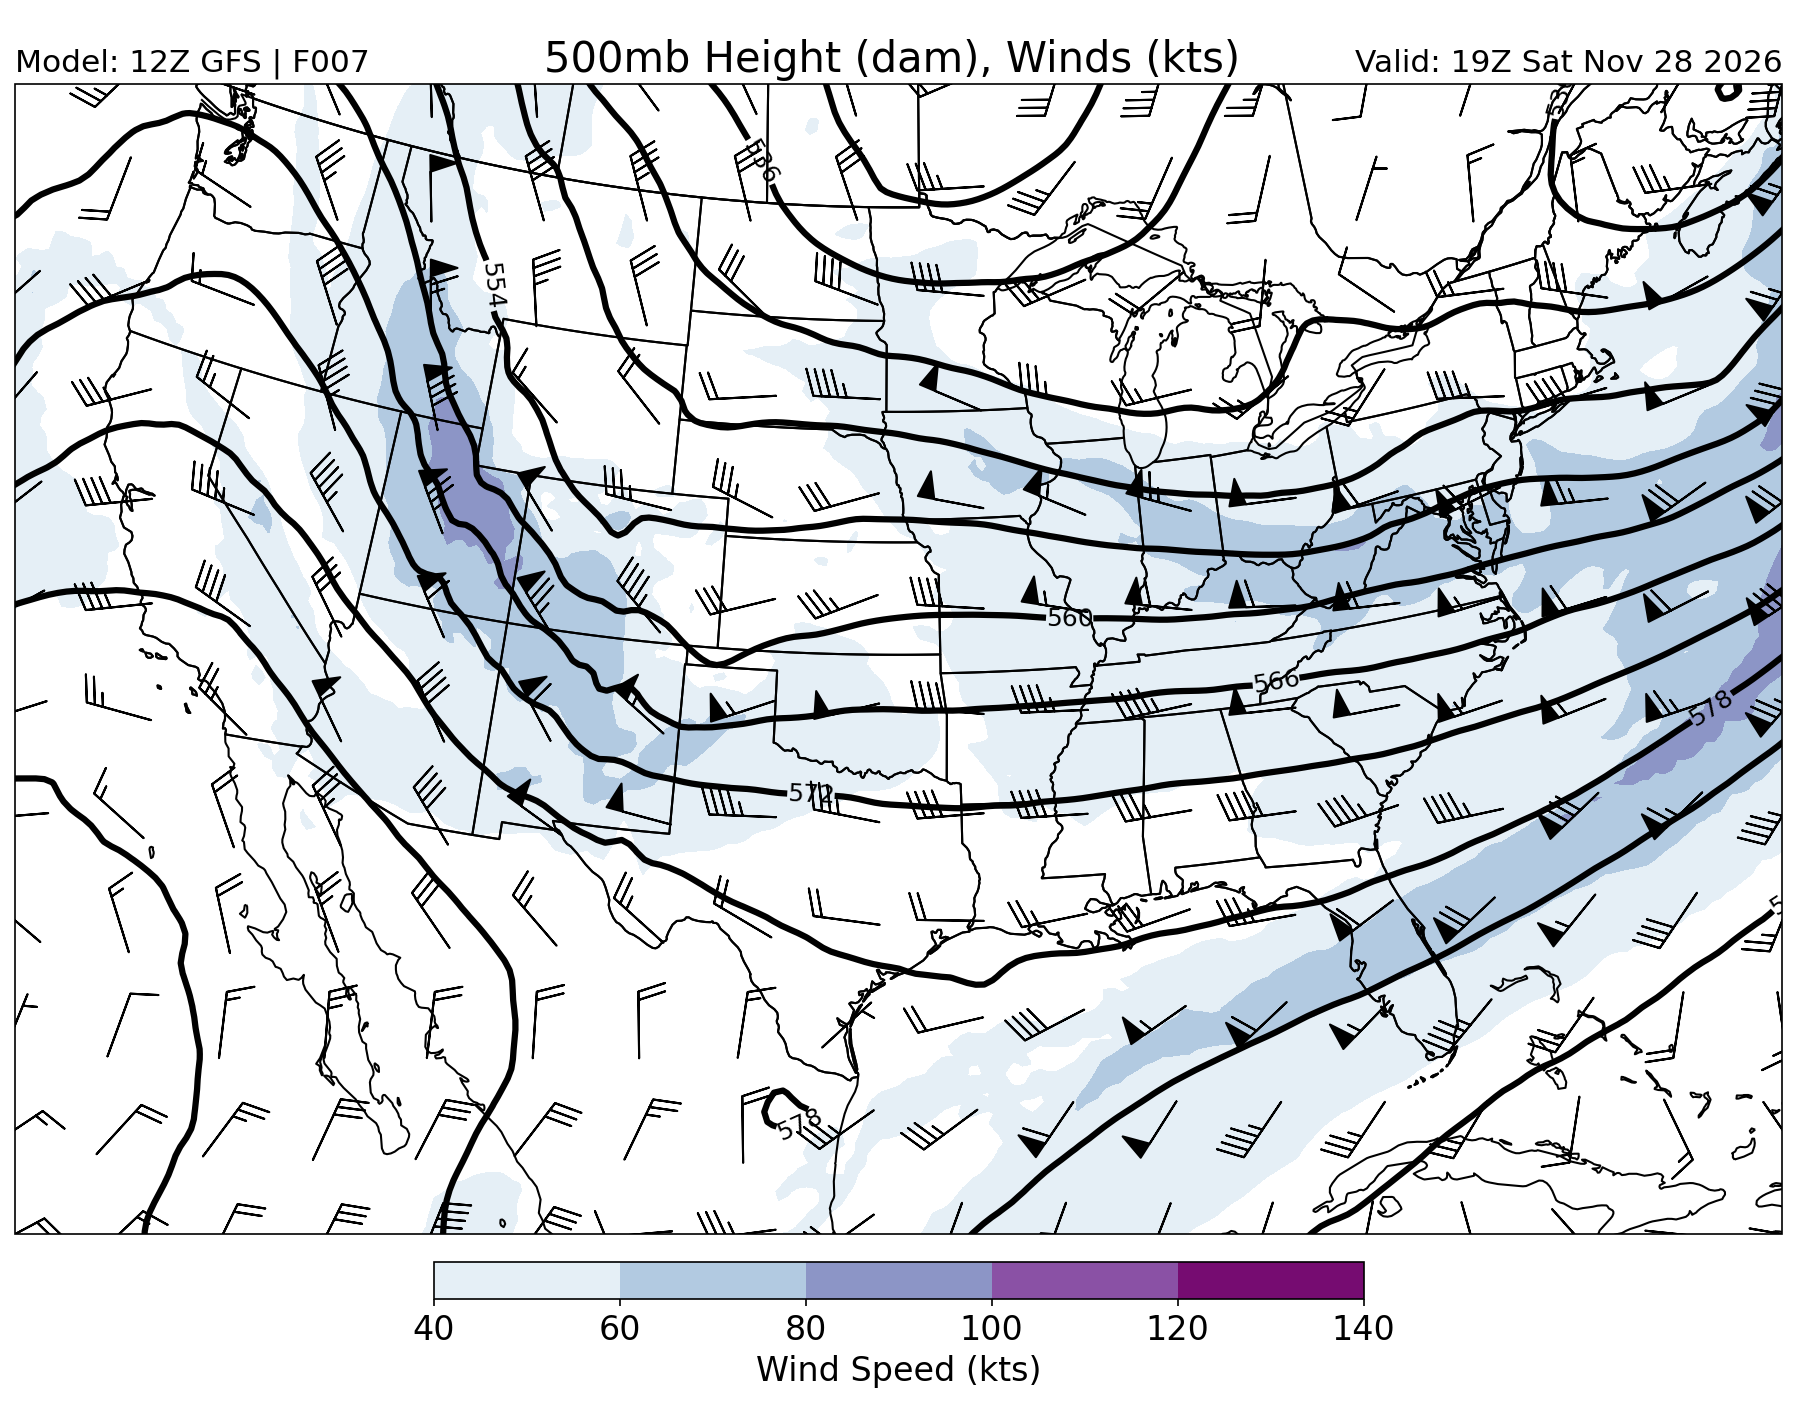 Model: 12Z GFS | F007
500mb Height (dam), Winds (kts)
Valid: 19Z Sat Nov 28 2026
536
554
560
566
578
572
578
40 60 80 100 120 140
Wind Speed (kts)